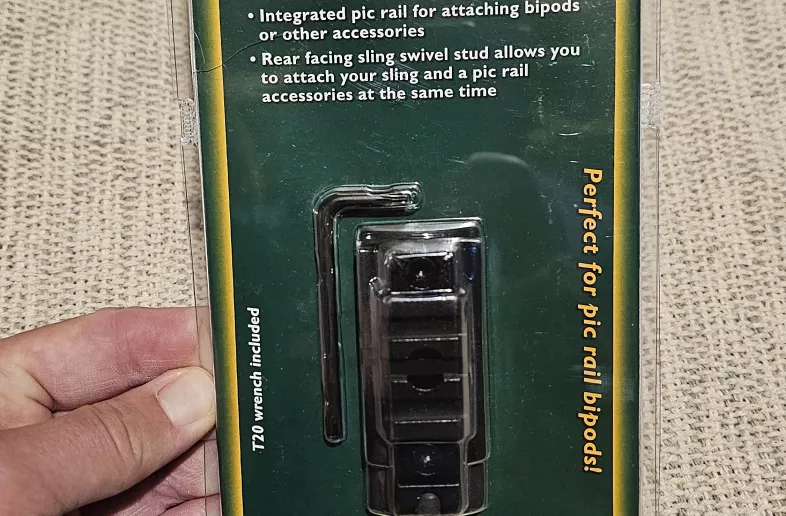 • Integrated pic rail for attaching bipods
or other accessories
• Rear facing sling swivel stud allows you
to attach your sling and a pic rail
accessories at the same time
Perfect for pic rail bipods!
T20 wrench included